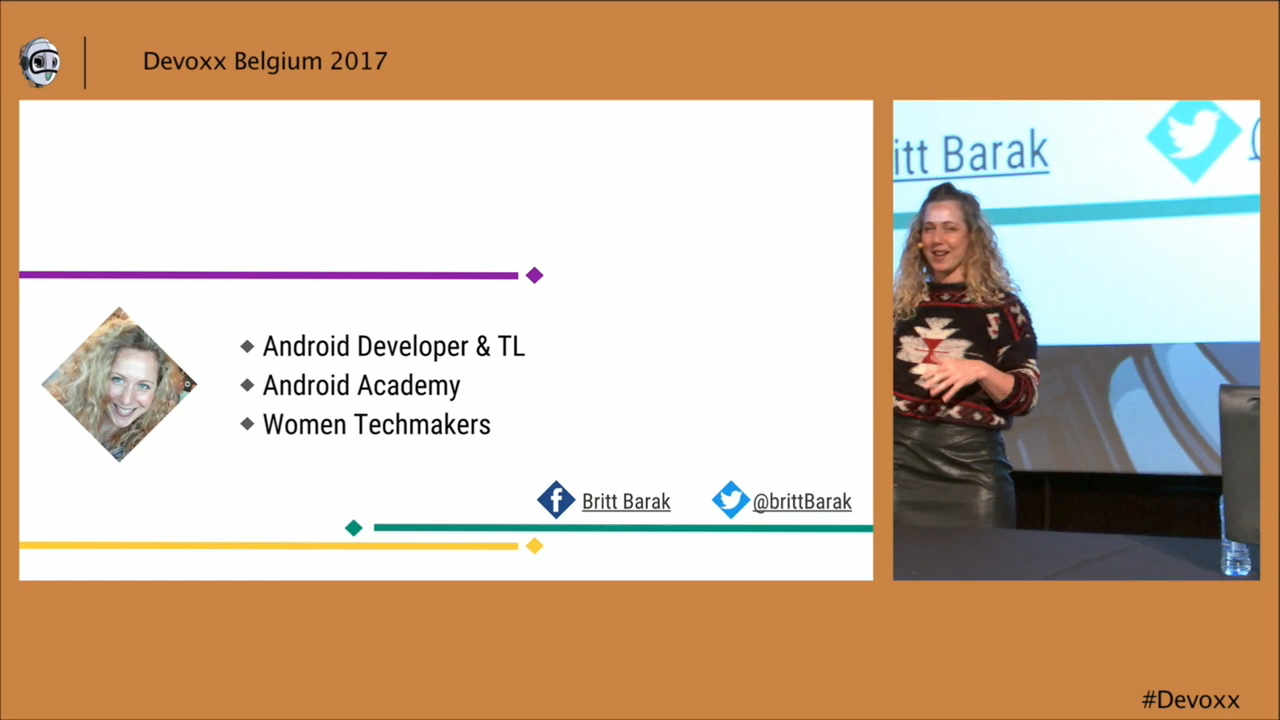 Devoxx Belgium 2017
Android Developer & TL
Android Academy
Women Techmakers
Britt Barak
@brittBarak
itt Barak
#Devoxx